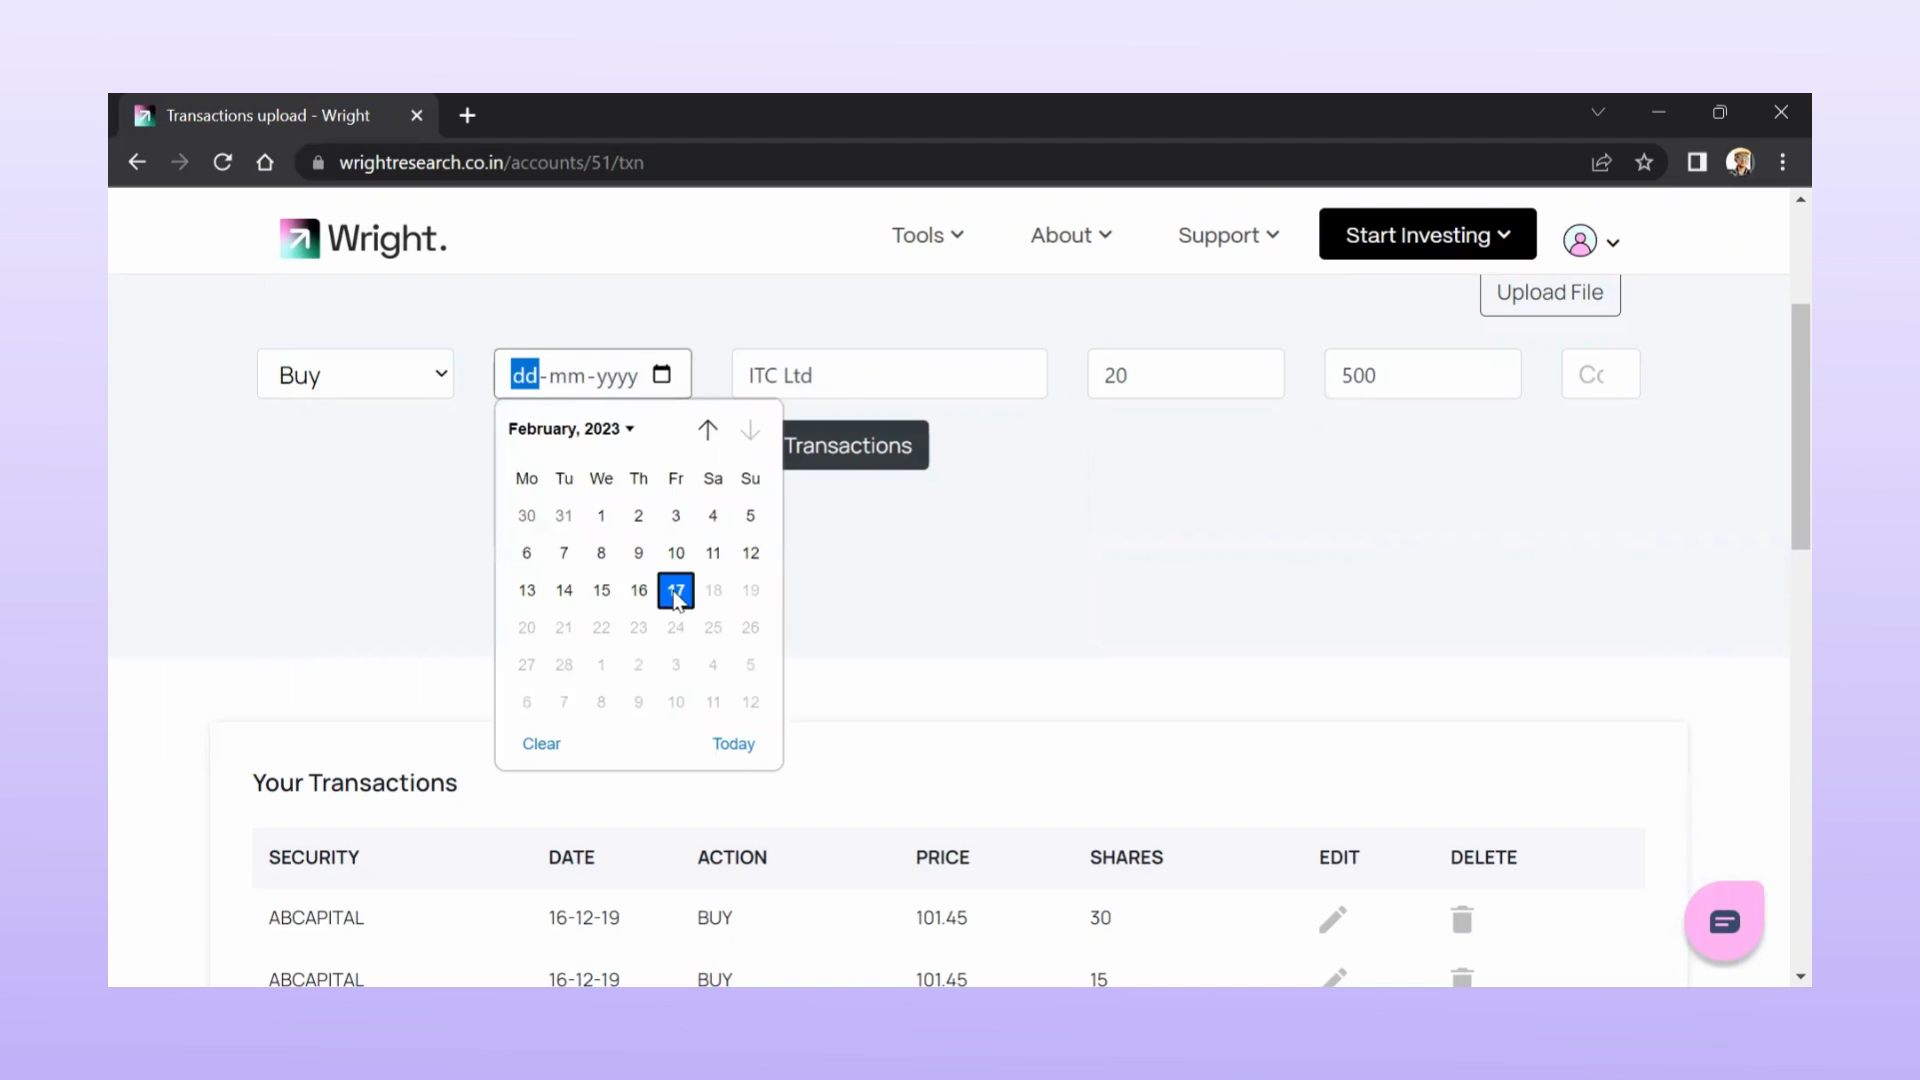 Transactions upload - Wright
wrightresearch.co.in/accounts/51/txn
Wright.
Tools
About
Support
Start Investing
Upload File
Buy
dd-mm-yyyy
ITC Ltd
20
500
Transactions
February, 2023
Mo Tu We Th Fr Sa Su
30 31 1 2 3 4 5
6 7 8 9 10 11 12
13 14 15 16 17 18 19
20 21 22 23 24 25 26
27 28 1 2 3 4 5
6 7 8 9 10 11 12
Clear Today
Your Transactions
SECURITY DATE ACTION PRICE SHARES EDIT DELETE
ABCAPITAL 16-12-19 BUY 101.45 30
ABCAPITAL 16-12-19 BUY 101.45 15